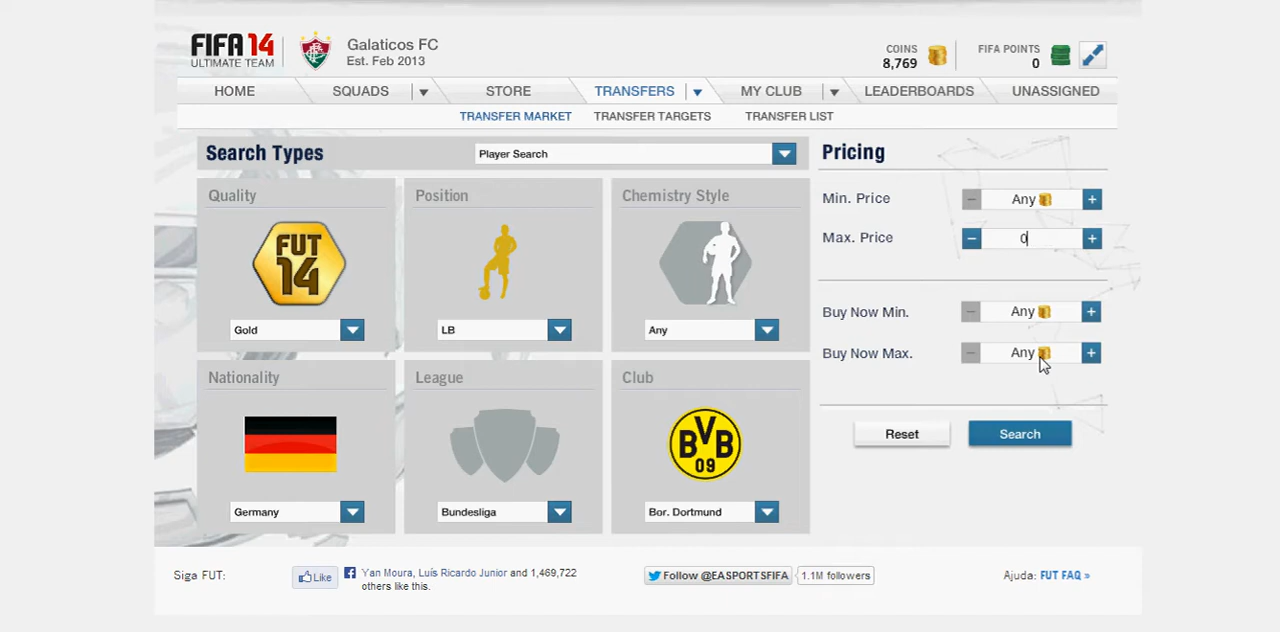 FIFA 14
ULTIMATE TEAM
Galaticos FC
Est. Feb 2013
COINS
8,769
FIFA POINTS
0
HOME
SQUADS
STORE
TRANSFERS
MY CLUB
LEADERBOARDS
UNASSIGNED
TRANSFER MARKET
TRANSFER TARGETS
TRANSFER LIST
Search Types
Player Search
Pricing
Quality
FUT
14
Gold
Position
LB
Chemistry Style
Any
Min. Price
Any
Max. Price
0
Buy Now Min.
Any
Buy Now Max.
Any
Nationality
Germany
League
Bundesliga
Club
BVB
09
Bor. Dortmund
Reset
Search
Siga FUT:
Like
Yan Moura, Luís Ricardo Junior and 1,469,722
others like this.
Follow @EASPORTSFIFA
1.1M followers
Ajuda: FUT FAQ »